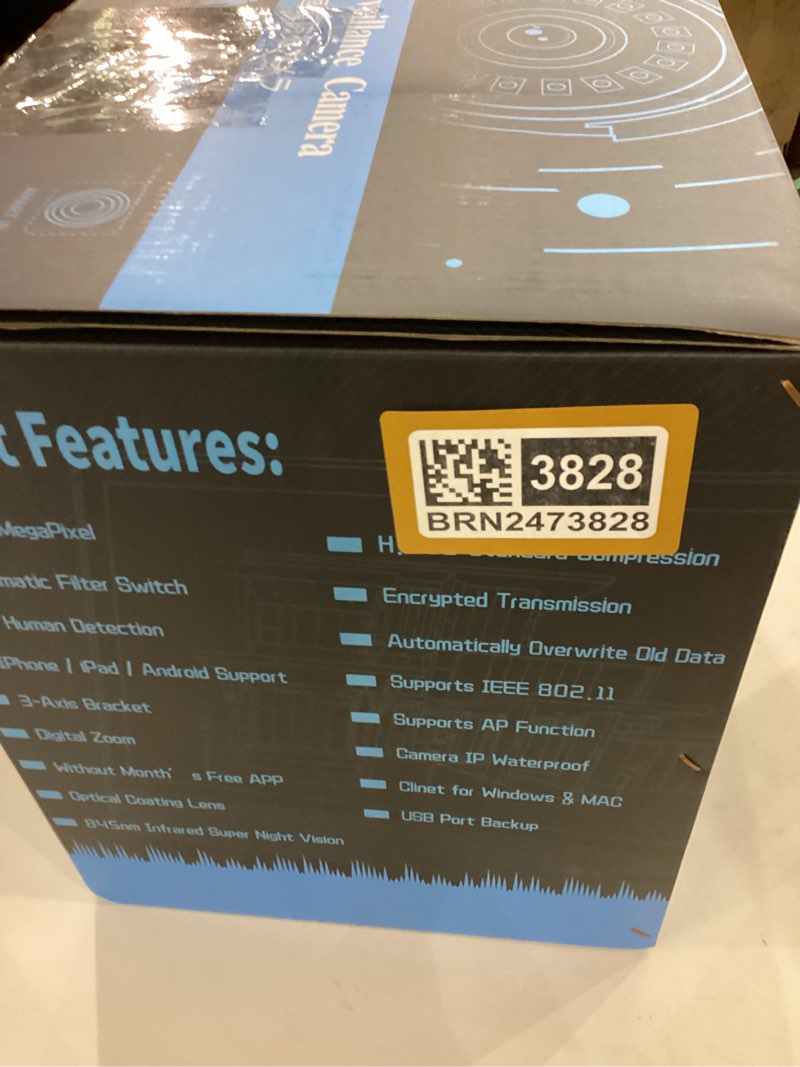 veillance Camera
t Features:
3828
BRN2473828
MegaPixel
matic Filter Switch
Human Detection
iPhone / iPad / Android Support
3-Axis Bracket
Digital Zoom
Without Month' s Free APP
Optical Coating Lens
845nm Infrared Super Night Vision
H. Compression
Encrypted Transmission
Automatically Overwrite Old Data
Supports IEEE 802.11
Supports AP Function
Camera IP Waterproof
Clinet for Windows & MAC
USB Port Backup